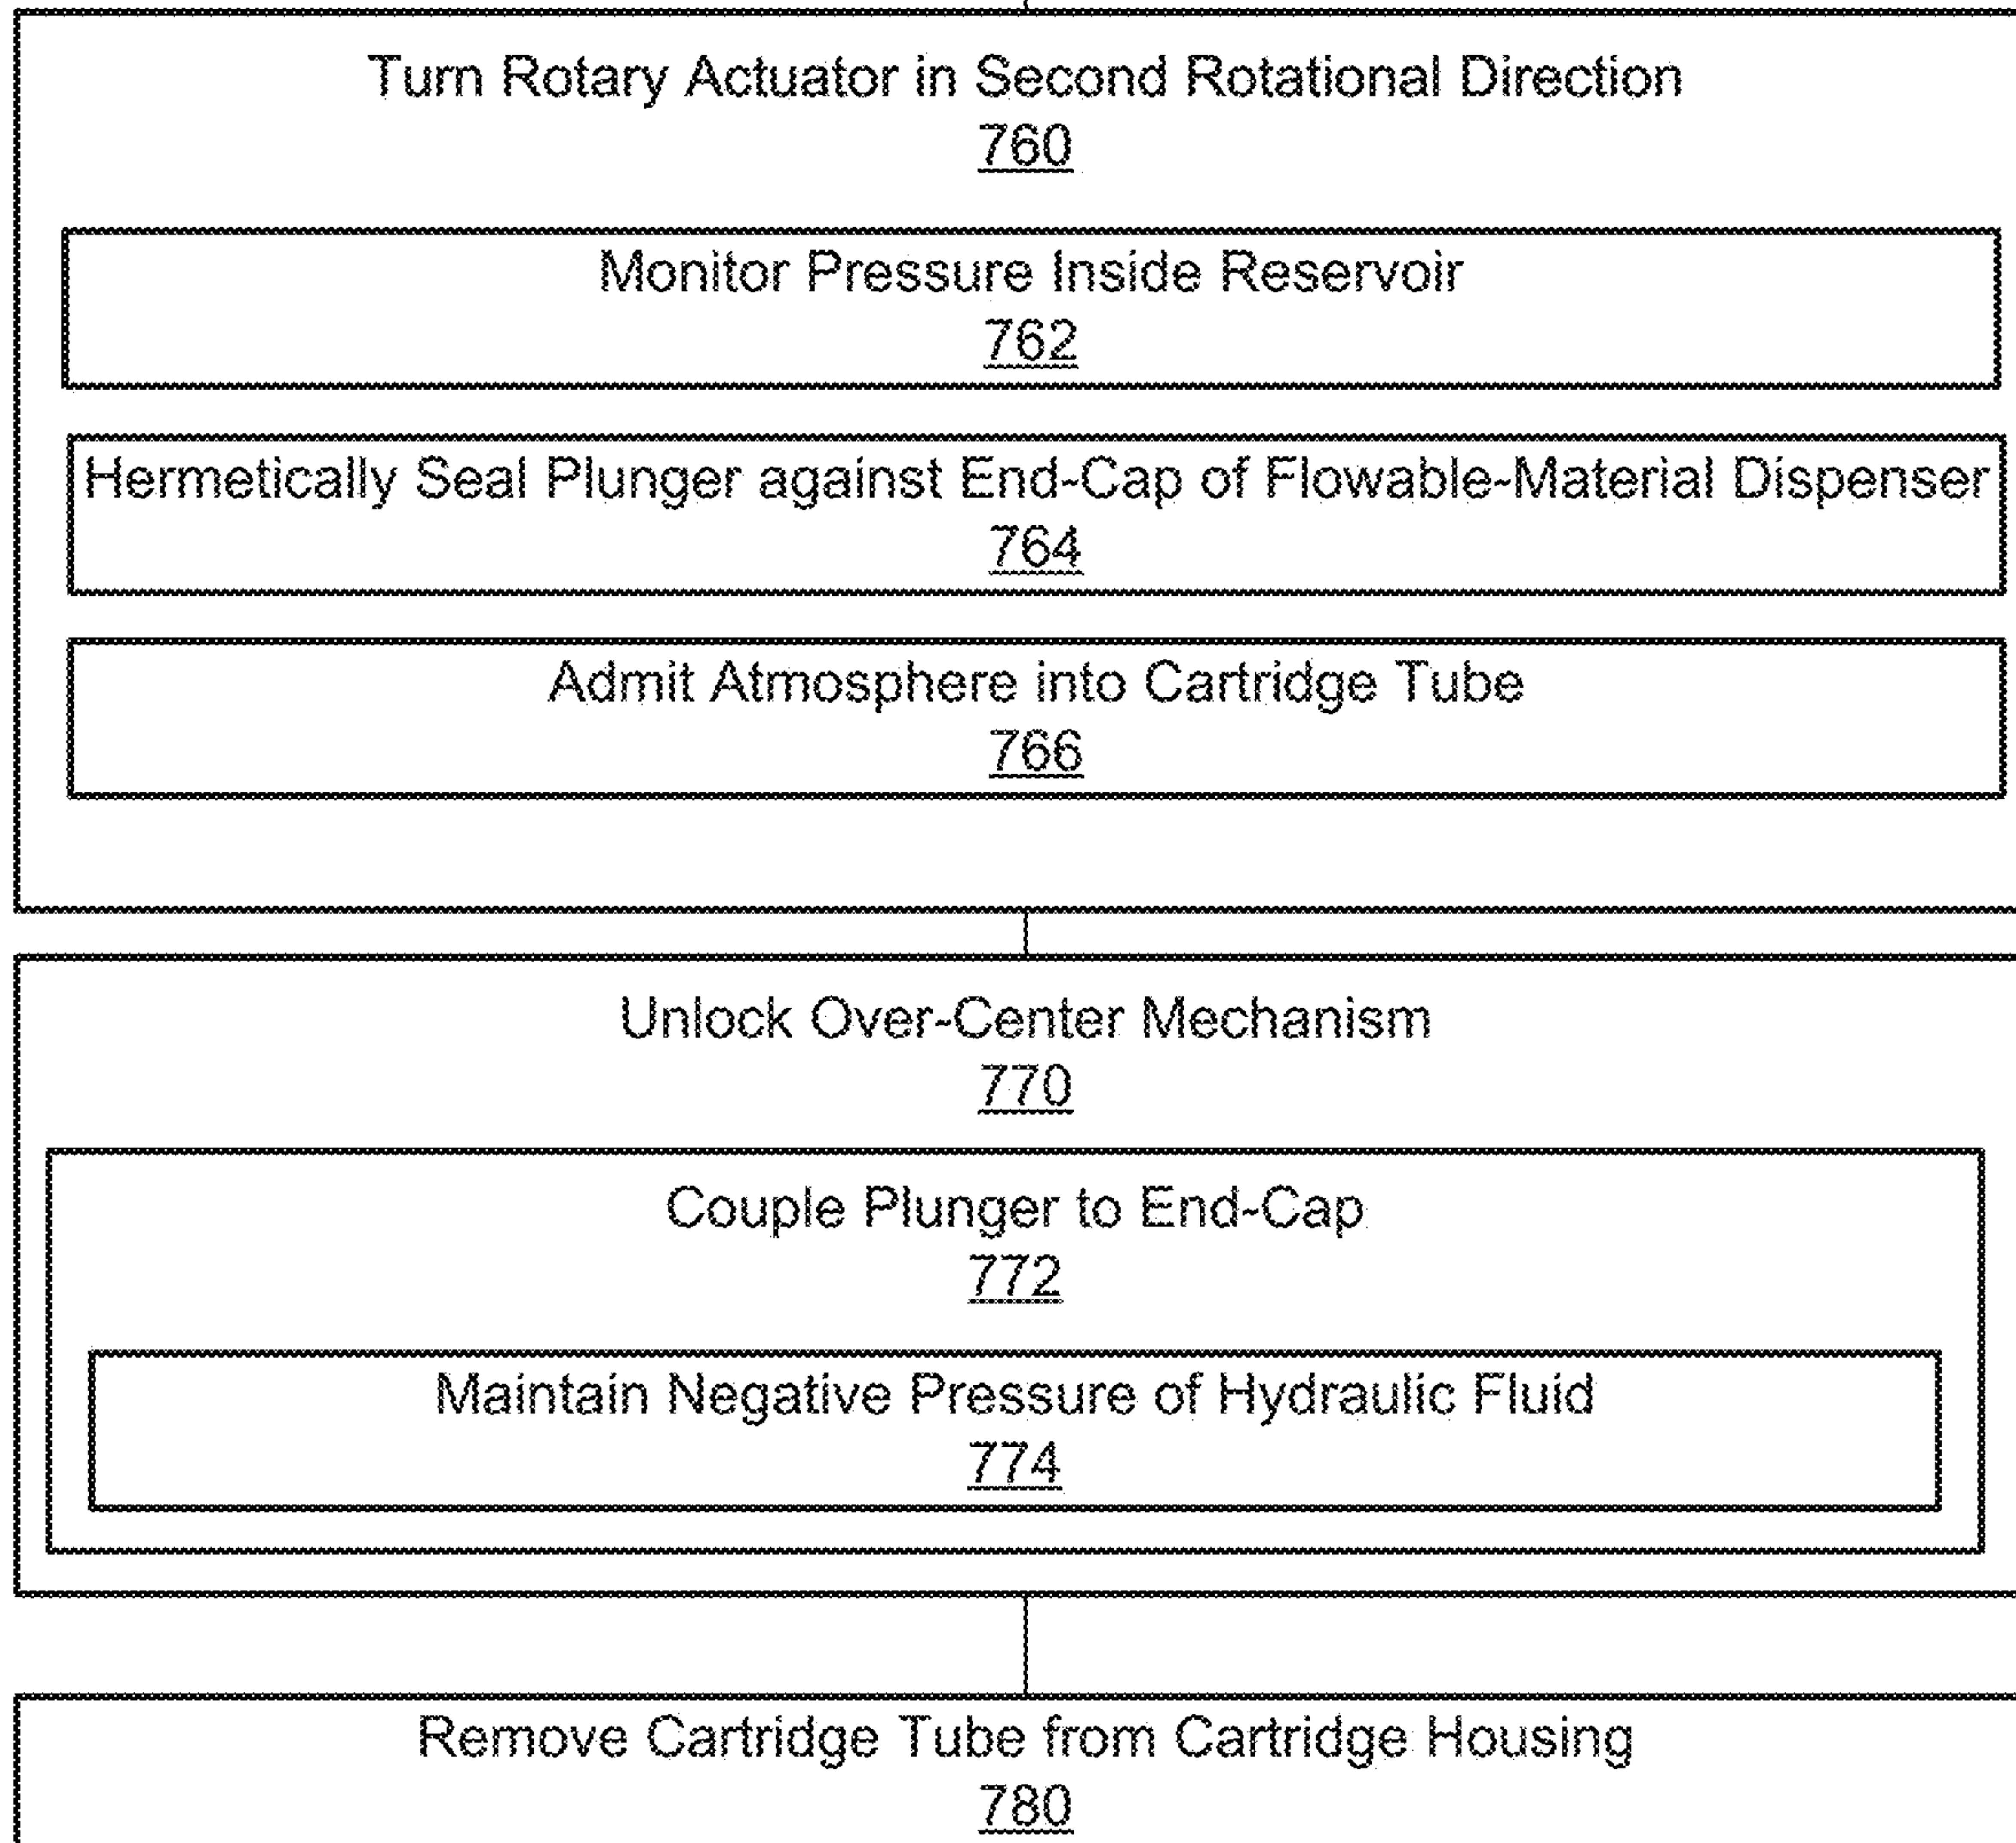 Turn Rotary Actuator in Second Rotational Direction
760
Monitor Pressure Inside Reservoir
762
Hermetically Seal Plunger against End-Cap of Flowable-Material Dispenser
764
Admit Atmosphere into Cartridge Tube
766
Unlock Over-Center Mechanism
770
Couple Plunger to End-Cap
772
Maintain Negative Pressure of Hydraulic Fluid
774
Remove Cartridge Tube from Cartridge Housing
780